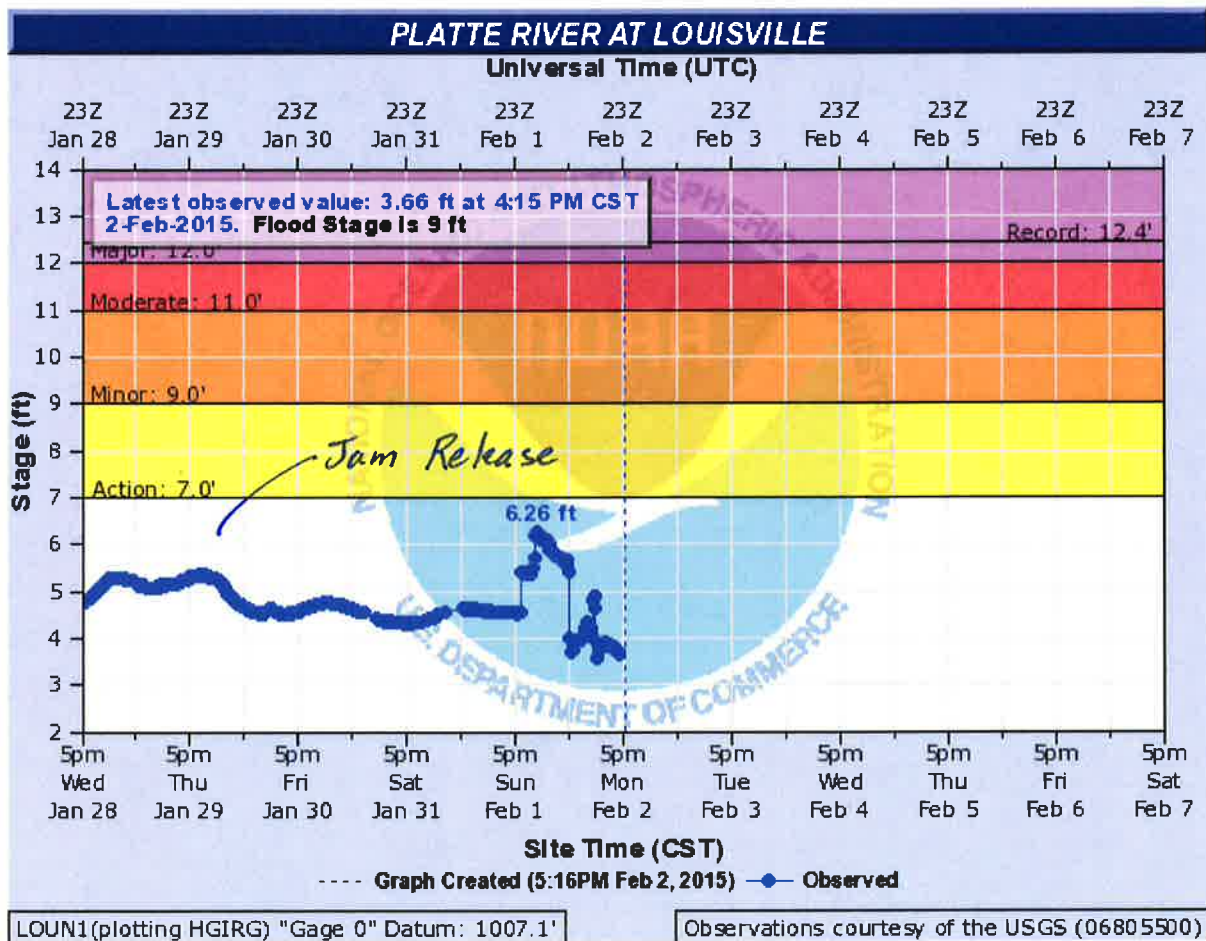 PLATTE RIVER AT LOUISVILLE
Universal Time (UTC)
23Z 23Z 23Z 23Z 23Z 23Z 23Z 23Z 23Z 23Z 23Z
Jan 28 Jan 29 Jan 30 Jan 31 Feb 1 Feb 2 Feb 3 Feb 4 Feb 5 Feb 6 Feb 7
14
Latest observed value: 3.66 ft at 4:15 PM CST
2-Feb-2015. Flood Stage is 9 ft
13
Record: 12.4'
Major: 12.0'
12
Moderate: 11.0'
11
10
Minor: 9.0'
9
8
Jam Release
Action: 7.0'
7
6.26 ft
6
5
4
3
2
Stage (ft)
NATIONAL OCEANIC AND ATMOSPHERIC ADMINISTRATION
U.S. DEPARTMENT OF COMMERCE
5pm 5pm 5pm 5pm 5pm 5pm 5pm 5pm 5pm 5pm 5pm
Wed Thu Fri Sat Sun Mon Tue Wed Thu Fri Sat
Jan 28 Jan 29 Jan 30 Jan 31 Feb 1 Feb 2 Feb 3 Feb 4 Feb 5 Feb 6 Feb 7
Site Time (CST)
---- Graph Created (5:16PM Feb 2, 2015) Observed
LOUN1(plotting HGIRG) "Gage 0" Datum: 1007.1'
Observations courtesy of the USGS (06805500)